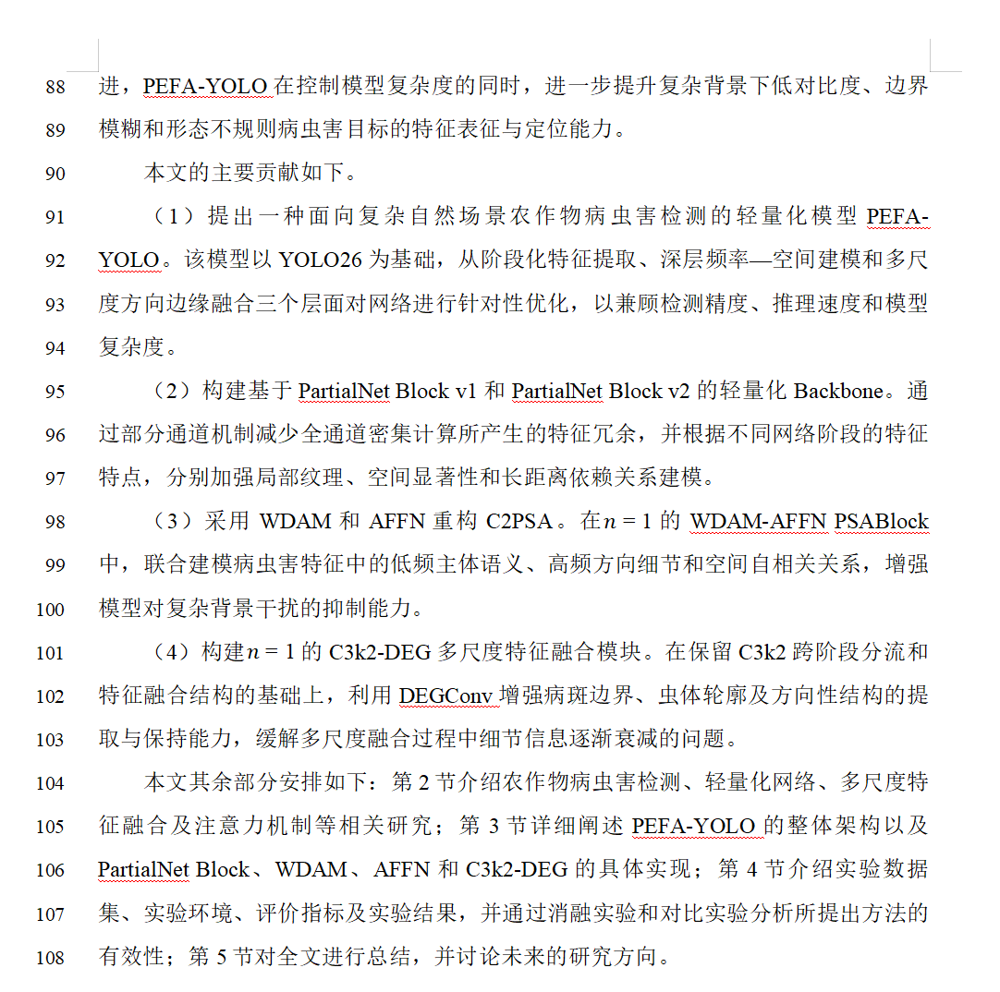 88 进，PEFA-YOLO 在控制模型复杂度的同时，进一步提升复杂背景下低对比度、边界
89 模糊和形态不规则病虫害目标的特征表征与定位能力。
90 本文的主要贡献如下。
91 （1）提出一种面向复杂自然场景农作物病虫害检测的轻量化模型 PEFA-
92 YOLO。该模型以 YOLO26 为基础，从阶段化特征提取、深层频率—空间建模和多尺
93 度方向边缘融合三个层面对网络进行针对性优化，以兼顾检测精度、推理速度和模型
94 复杂度。
95 （2）构建基于 PartialNet Block v1 和 PartialNet Block v2 的轻量化 Backbone。通
96 过部分通道机制减少全通道密集计算所产生的特征冗余，并根据不同网络阶段的特征
97 特点，分别加强局部纹理、空间显著性和长距离依赖关系建模。
98 （3）采用 WDAM 和 AFFN 重构 C2PSA。在n = 1 的 WDAM-AFFN PSABlock
99 中，联合建模病虫害特征中的低频主体语义、高频方向细节和空间自相关关系，增强
100 模型对复杂背景干扰的抑制能力。
101 （4）构建n = 1 的 C3k2-DEG 多尺度特征融合模块。在保留 C3k2 跨阶段分流和
102 特征融合结构的基础上，利用 DEGConv 增强病斑边界、虫体轮廓及方向性结构的提
103 取与保持能力，缓解多尺度融合过程中细节信息逐渐衰减的问题。
104 本文其余部分安排如下：第 2 节介绍农作物病虫害检测、轻量化网络、多尺度特
105 征融合及注意力机制等相关研究；第 3 节详细阐述 PEFA-YOLO 的整体架构以及
106 PartialNet Block、WDAM、AFFN 和 C3k2-DEG 的具体实现；第 4 节介绍实验数据
107 集、实验环境、评价指标及实验结果，并通过消融实验和对比实验分析所提出方法的
108 有效性；第 5 节对全文进行总结，并讨论未来的研究方向。